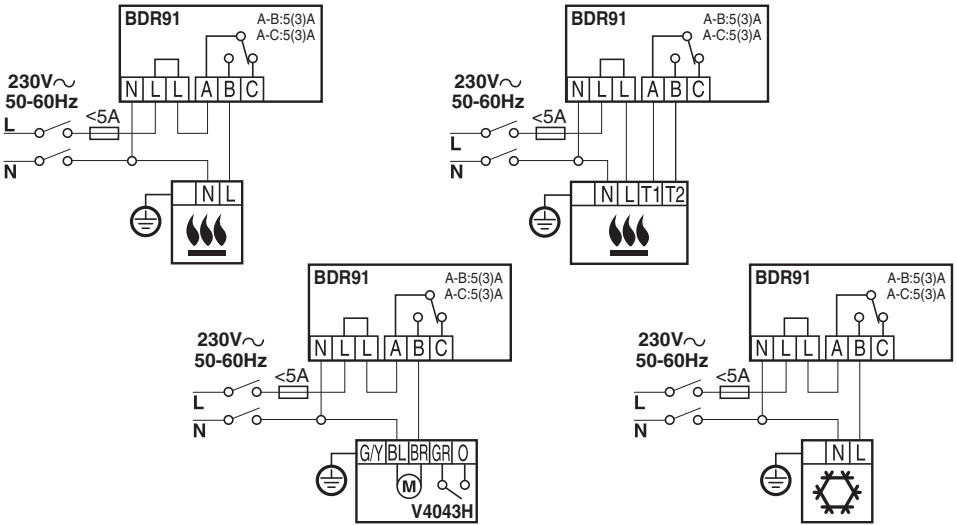 BDR91
A-B:5(3)A
A-C:5(3)A
230V~
50-60Hz
N L L A B C
<5A
L
N
N L
BDR91
A-B:5(3)A
A-C:5(3)A
230V~
50-60Hz
N L L A B C
<5A
L
N
N L T1 T2
BDR91
A-B:5(3)A
A-C:5(3)A
230V~
50-60Hz
N L L A B C
<5A
L
N
G/Y BL BR GR O
M
V4043H
BDR91
A-B:5(3)A
A-C:5(3)A
230V~
50-60Hz
N L L A B C
<5A
L
N
N L